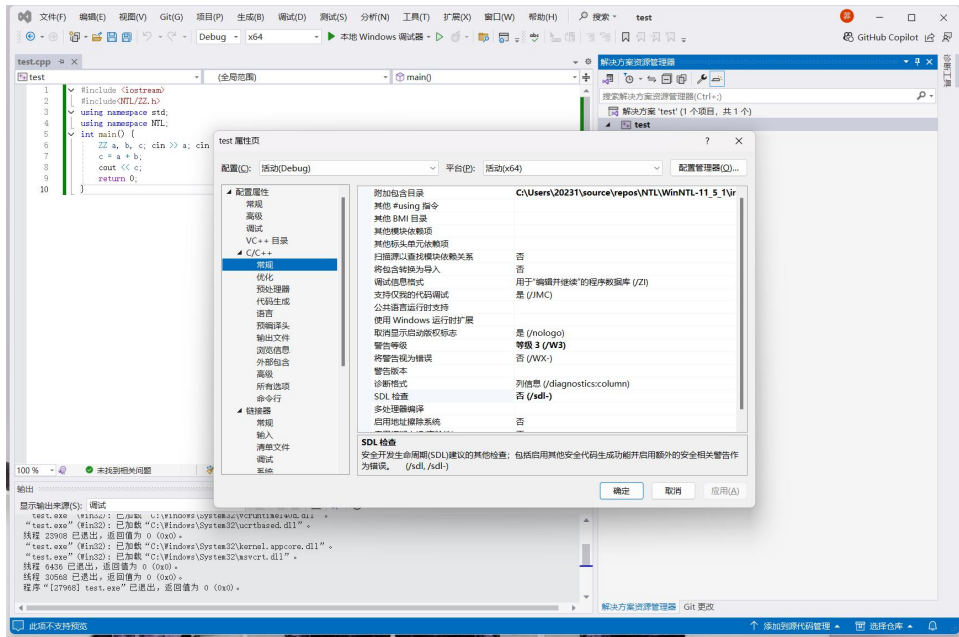 文件(F) 编辑(E) 视图(V) Git(G) 项目(P) 生成(B) 调试(D) 测试(S) 分析(N) 工具(T) 扩展(X) 窗口(W) 帮助(H) 搜索 test
Debug x64 本地 Windows 调试器 GitHub Copilot
test.cpp
test (全局范围) main()
1 #include <iostream>
2 #include<NTL/ZZ.h>
3 using namespace std;
4 using namespace NTL;
5 int main() {
6 ZZ a, b, c; cin >> a; cin
7 c = a + b;
8 cout << c;
9 return 0;
10 }
解决方案资源管理器
搜索解决方案资源管理器(Ctrl+;)
解决方案 'test' (1 个项目，共 1 个)
test
诊断工具
test 属性页 ?
配置(C): 活动(Debug) 平台(P): 活动(x64) 配置管理器(O)...
配置属性
常规
高级
调试
VC++ 目录
C/C++
常规
优化
预处理器
代码生成
语言
预编译头
输出文件
浏览信息
外部包含
高级
所有选项
命令行
链接器
常规
输入
清单文件
调试
系统
附加包含目录 C:\Users\20231\source\repos\NTL\WinNTL-11_5_1\ir
其他 #using 指令
其他 BMI 目录
其他模块依赖项
其他标头单元依赖项
扫描源以查找模块依赖关系 否
将包含转换为导入 否
调试信息格式 用于“编辑并继续”的程序数据库 (/ZI)
支持仅我的代码调试 是 (/JMC)
公共语言运行时支持
使用 Windows 运行时扩展
取消显示启动版权标志 是 (/nologo)
警告等级 等级 3 (/W3)
将警告视为错误 否 (/WX-)
警告版本
诊断格式 列信息 (/diagnostics:column)
SDL 检查 否 (/sdl-)
多处理器编译
启用地址擦除系统 否
SDL 检查
安全开发生命周期(SDL)建议的其他检查; 包括启用其他安全代码生成功能并启用额外的安全相关警告作
为错误。 (/sdl, /sdl-)
确定 取消 应用(A)
100 % 未找到相关问题
输出
显示输出来源(S): 调试
“test.exe”(Win32): 已加载“C:\Windows\System32\vcruntime140d.dll”。
“test.exe”(Win32): 已加载“C:\Windows\System32\ucrtbased.dll”。
线程 23908 已退出，返回值为 0 (0x0)。
“test.exe”(Win32): 已加载“C:\Windows\System32\kernel.appcore.dll”。
“test.exe”(Win32): 已加载“C:\Windows\System32\msvcrt.dll”。
线程 6436 已退出，返回值为 0 (0x0)。
线程 30568 已退出，返回值为 0 (0x0)。
程序“[27968] test.exe”已退出，返回值为 0 (0x0)。
解决方案资源管理器 Git 更改
此项不支持预览 添加到源代码管理 选择仓库